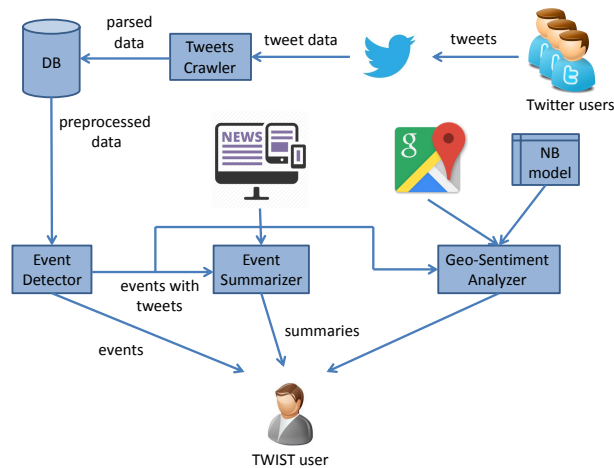 parsed
data
tweet data
tweets
DB
Tweets
Crawler
Twitter users
preprocessed
data
NEWS
g
NB
model
Event
Detector
events with
tweets
Event
Summarizer
Geo-Sentiment
Analyzer
events
summaries
TWIST user